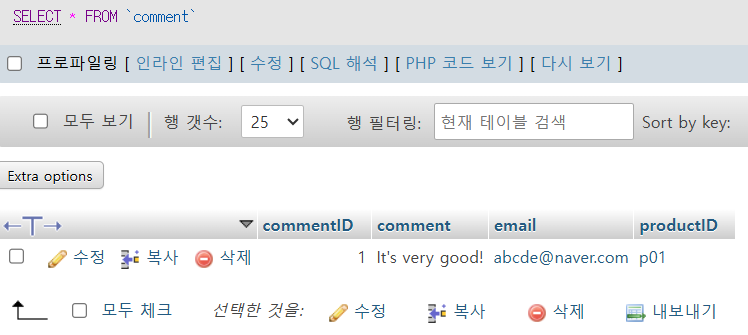 SELECT * FROM `comment`
프로파일링 [ 인라인 편집 ] [ 수정 ] [ SQL 해석 ] [ PHP 코드 보기 ] [ 다시 보기 ]
모두 보기 행 갯수: 25 행 필터링: 현재 테이블 검색 Sort by key:
Extra options
←T→ commentID comment email productID
수정 복사 삭제 1 It's very good! abcde@naver.com p01
모두 체크 선택한 것을: 수정 복사 삭제 내보내기